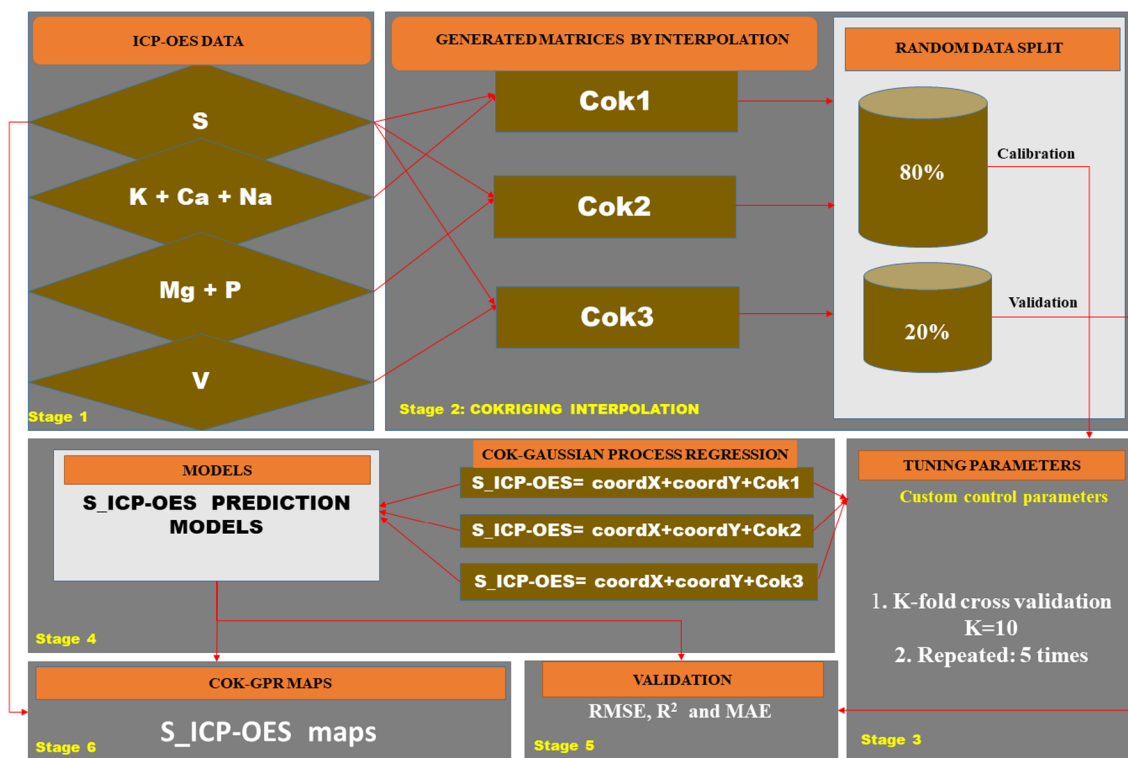 ICP-OES DATA
S
K + Ca + Na
Mg + P
V
Stage 1
GENERATED MATRICES BY INTERPOLATION
Cok1
Cok2
Cok3
Stage 2: COKRIGING INTERPOLATION
RANDOM DATA SPLIT
80%
Calibration
20%
Validation
MODELS
S_ICP-OES PREDICTION
MODELS
COK-GAUSSIAN PROCESS REGRESSION
S_ICP-OES= coordX+coordY+Cok1
S_ICP-OES= coordX+coordY+Cok2
S_ICP-OES= coordX+coordY+Cok3
Stage 4
TUNING PARAMETERS
Custom control parameters
1. K-fold cross validation
K=10
2. Repeated: 5 times
Stage 3
COK-GPR MAPS
S_ICP-OES maps
Stage 6
VALIDATION
RMSE, R² and MAE
Stage 5